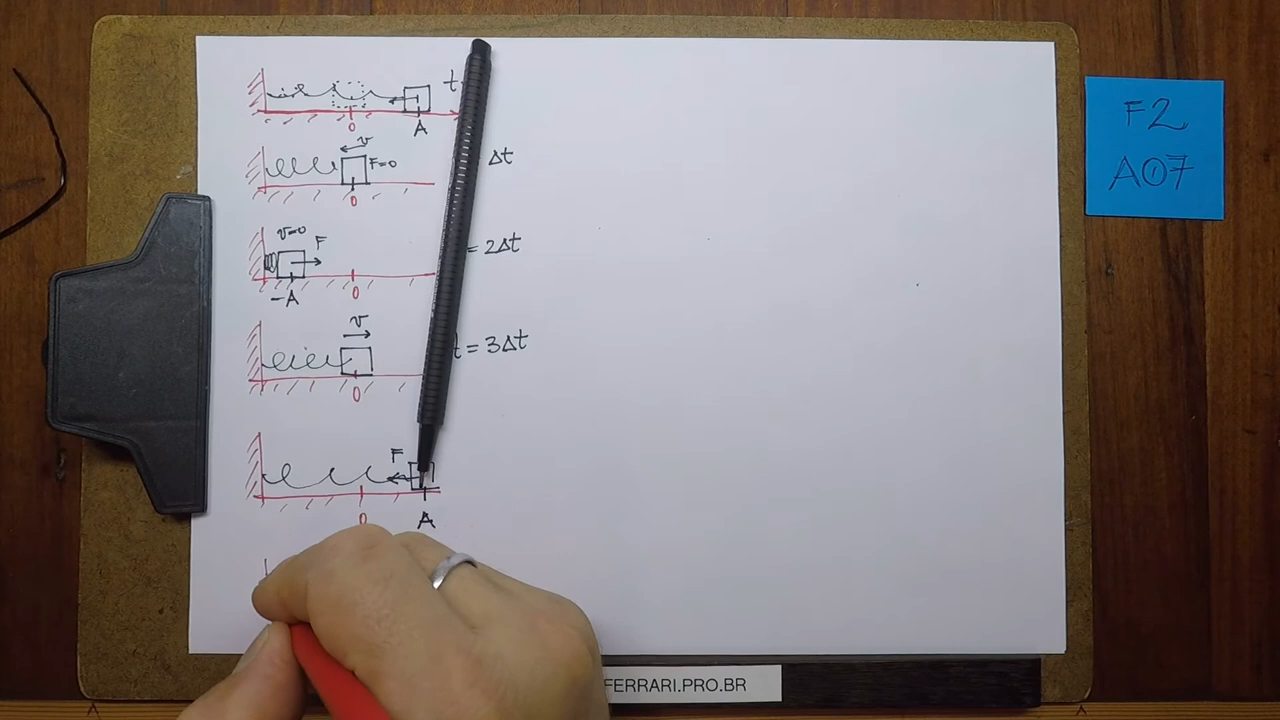 t
0 A
v
F=0 Δt
0
v=0 F
= 2Δt
0
-A
v
t = 3Δt
0
F
0 A
F2
A07
FERRARI.PRO.BR